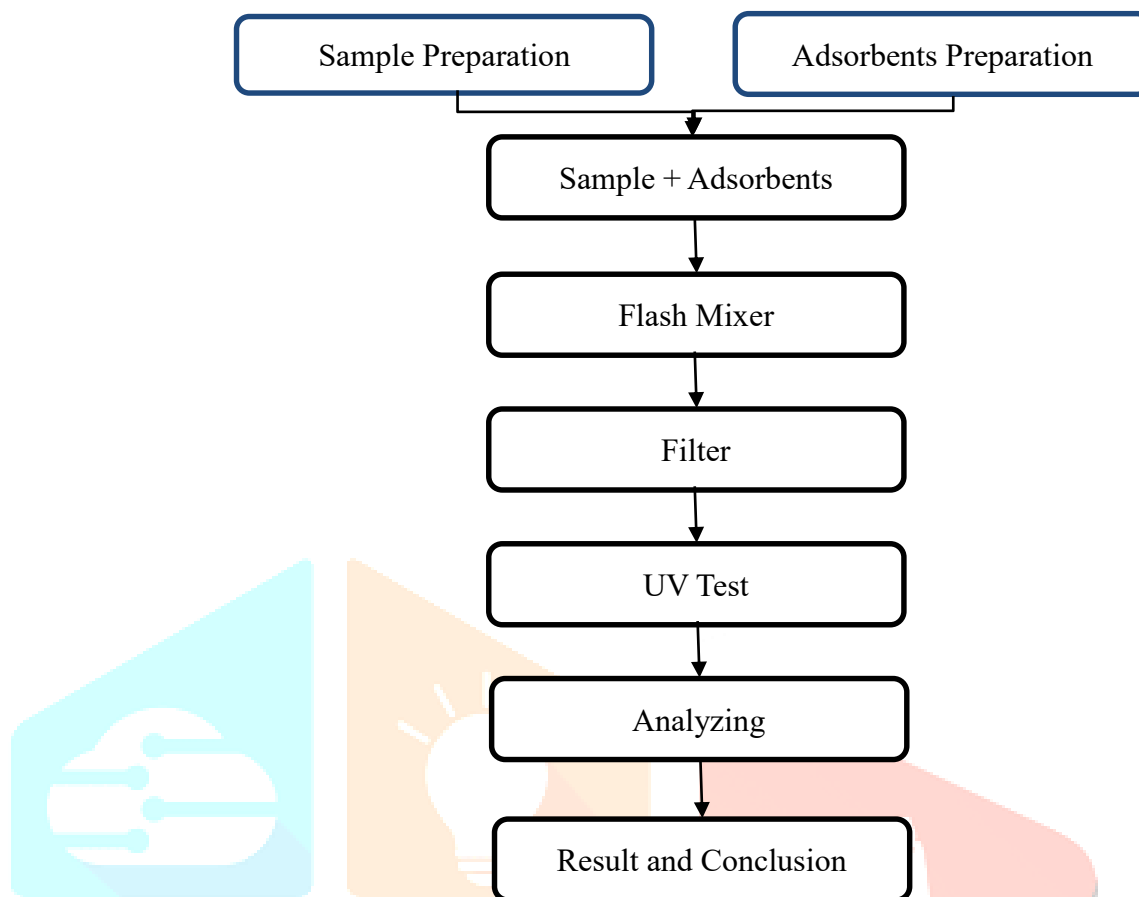 Sample Preparation
Adsorbents Preparation
Sample + Adsorbents
Flash Mixer
Filter
UV Test
Analyzing
Result and Conclusion